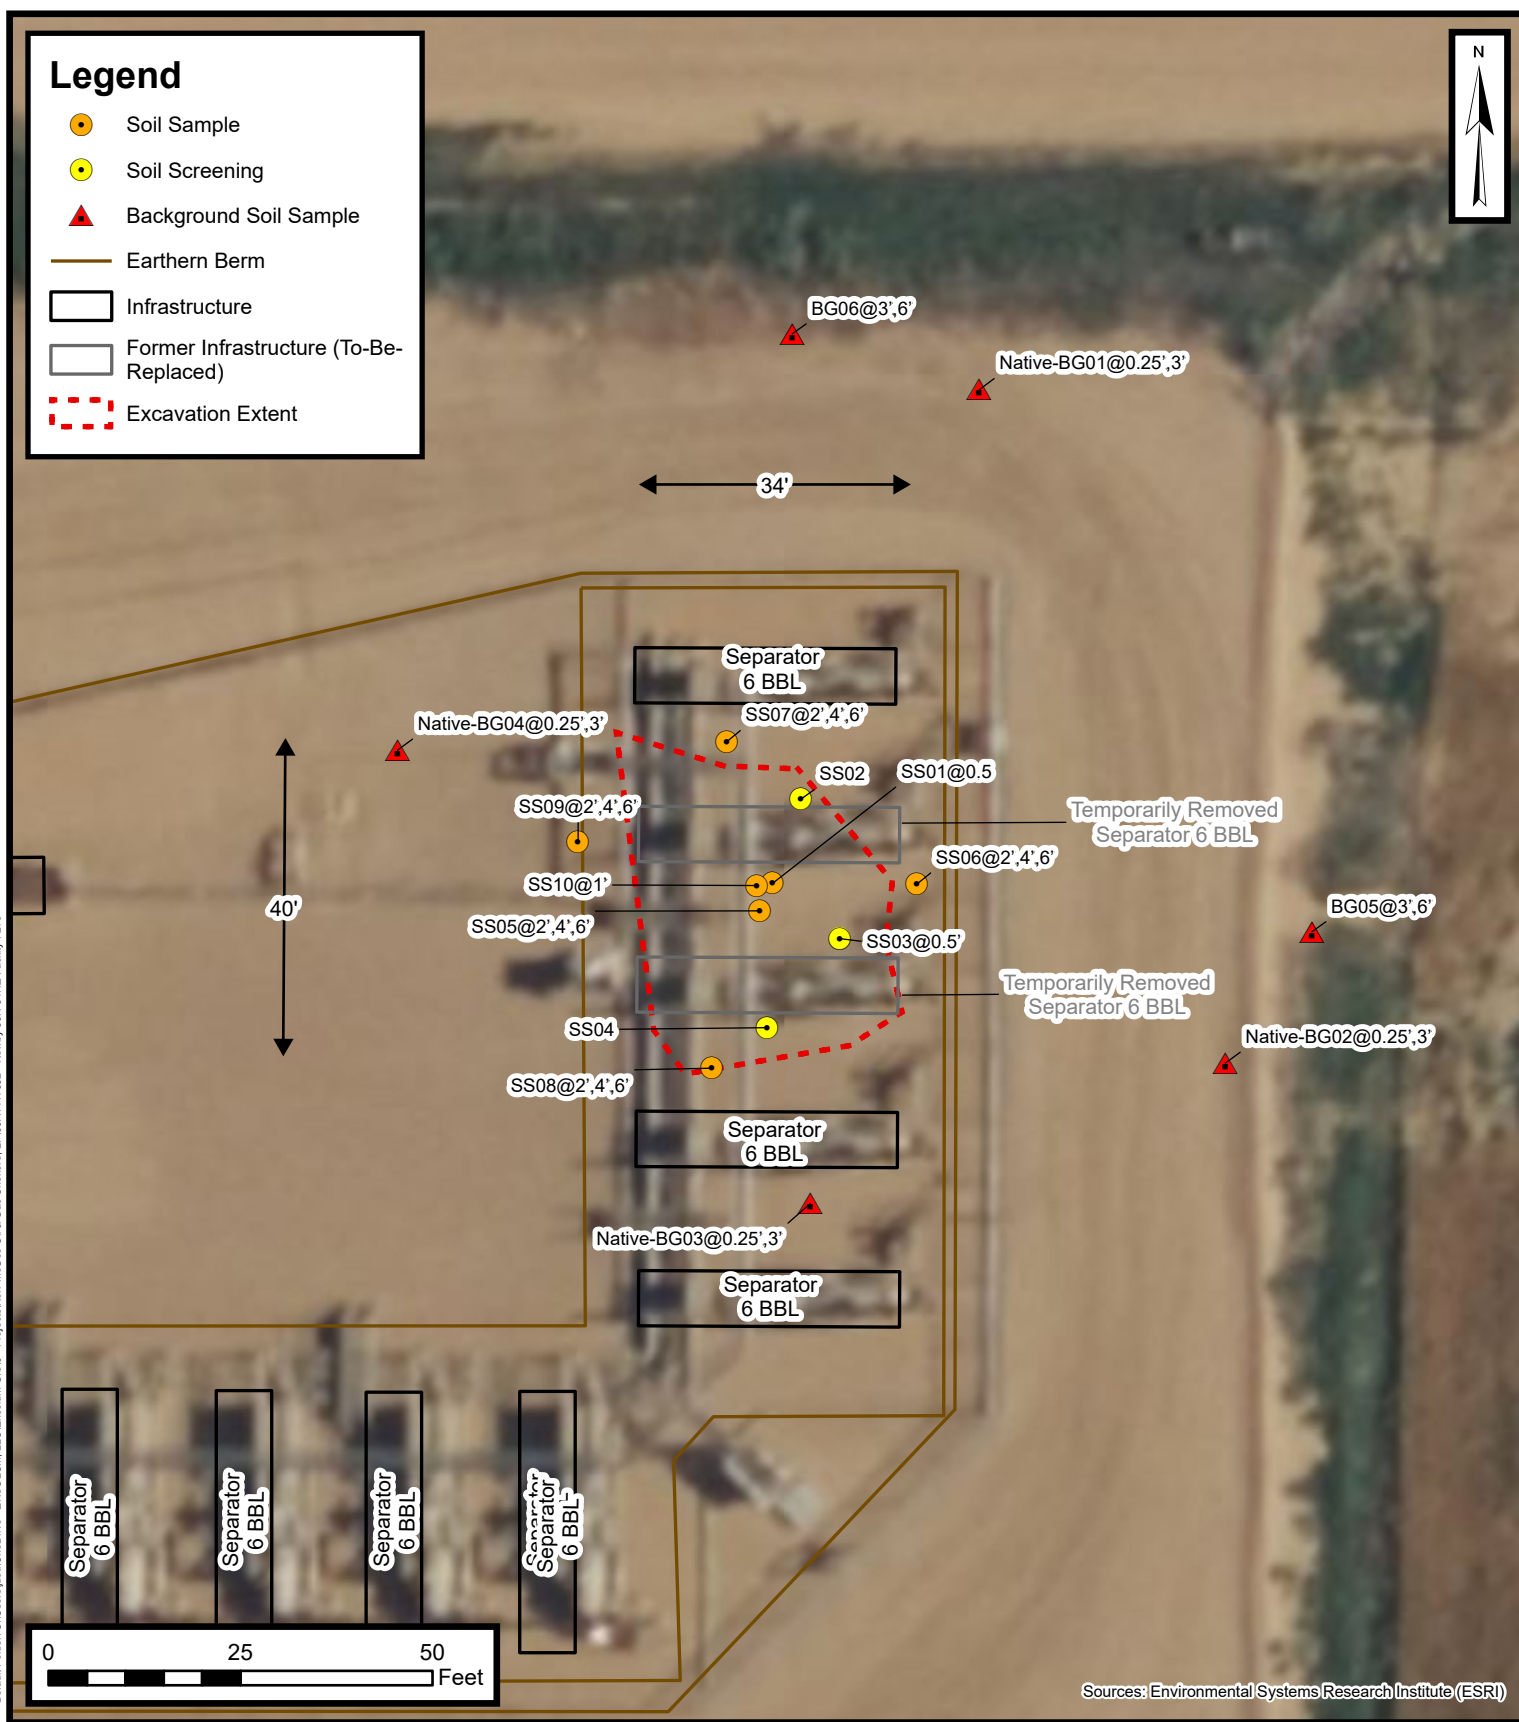 Legend
Soil Sample
Soil Screening
Background Soil Sample
Earthern Berm
Infrastructure
Former Infrastructure (To-Be-
Replaced)
Excavation Extent
N
BG06@3',6'
Native-BG01@0.25',3'
34'
Separator
6 BBL
SS07@2',4',6'
Native-BG04@0.25',3'
SS02
SS01@0.5
SS09@2',4',6'
Temporarily Removed
Separator 6 BBL
SS06@2',4',6'
SS10@1'
40'
BG05@3',6'
SS05@2',4',6'
SS03@0.5'
Temporarily Removed
Separator 6 BBL
SS04
Native-BG02@0.25',3'
SS08@2',4',6'
Separator
6 BBL
Native-BG03@0.25',3'
Separator
6 BBL
Separator
6 BBL
Separator
6 BBL
Separator
6 BBL
Separator
Separator
6 BBL
0 25 50
Feet
Sources: Environmental Systems Research Institute (ESRI)